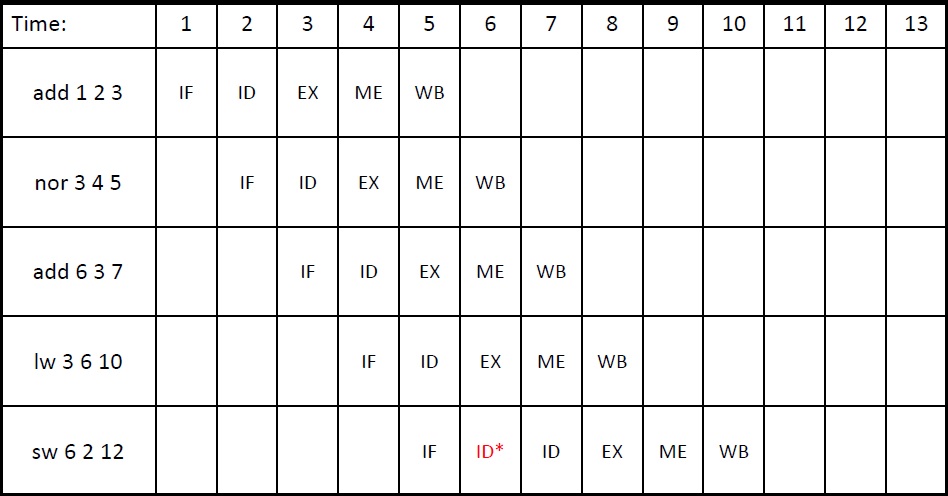 Time: 1 2 3 4 5 6 7 8 9 10 11 12 13
add 1 2 3 IF ID EX ME WB
nor 3 4 5 IF ID EX ME WB
add 6 3 7 IF ID EX ME WB
lw 3 6 10 IF ID EX ME WB
sw 6 2 12 IF ID* ID EX ME WB